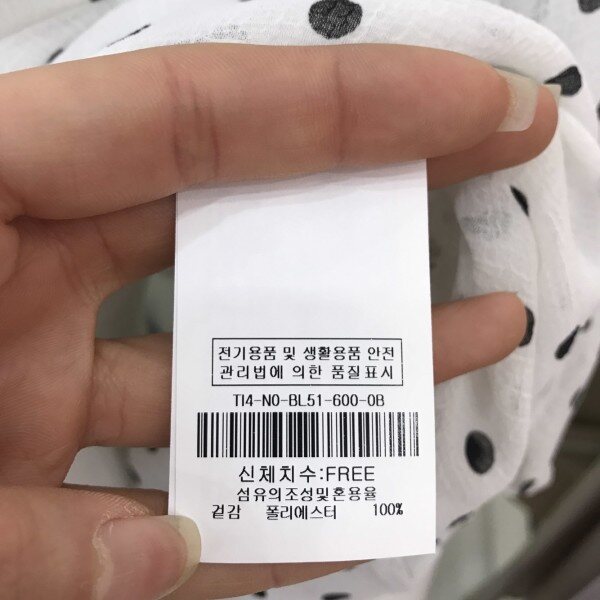 전기용품 및 생활용품 안전
관리법에 의한 품질표시
TI4-NO-BL51-600-0B
신체치수:FREE
섬유의조성및혼용율
겉감 폴리에스터 100%